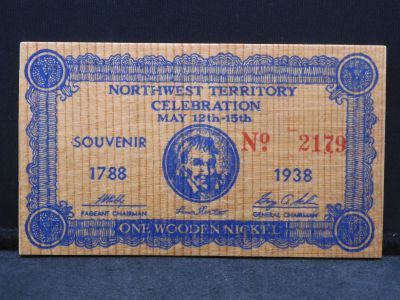 NORTHWEST TERRITORY
CELEBRATION
MAY 12th-15th
SOUVENIR
Nº 2179
1788
1938
PAGEANT CHAIRMAN
GENERAL CHAIRMAN
ONE WOODEN NICKEL